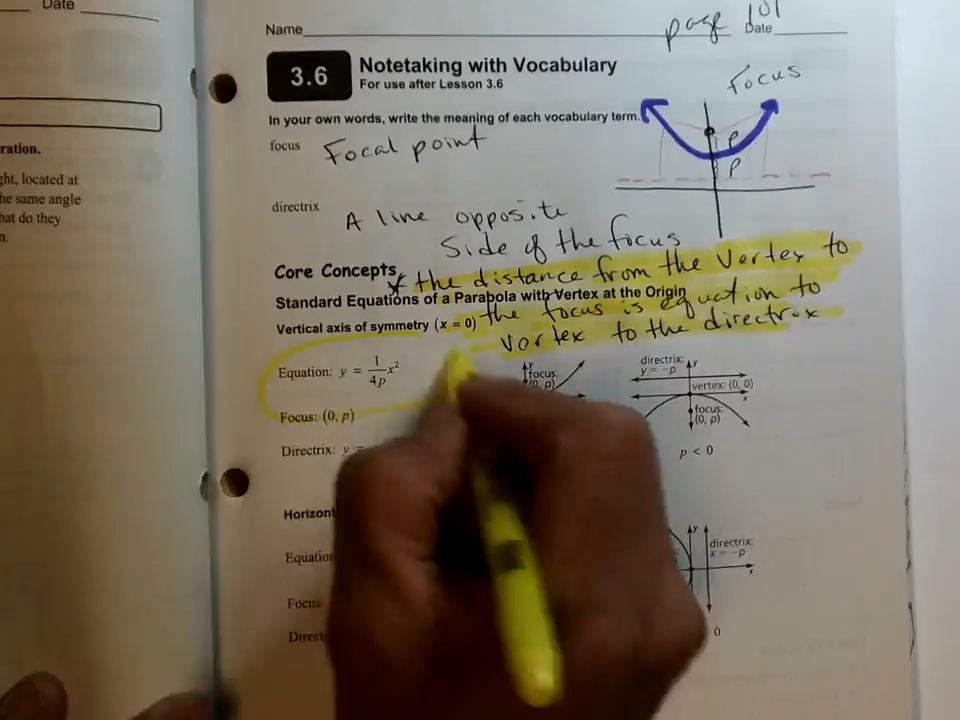 Date
page 101
Name Date
3.6 Notetaking with Vocabulary
For use after Lesson 3.6
Focus
In your own words, write the meaning of each vocabulary term.
focus Focal point
P
P
ration.
ght, located at
he same angle
hat do they
n.
directrix A line opposite
Side of the focus
Core Concepts
* the distance from the vertex to
Standard Equations of a Parabola with Vertex at the Origin
the focus is equation to
Vertical axis of symmetry (x = 0)
vertex to the directrix
Equation: y = 1/4p x²
focus:
(0, p)
directrix:
y = -p
vertex: (0, 0)
focus:
(0, p)
y
x
Focus: (0, p)
Directrix: y =
p < 0
Horizont
Equation
directrix:
x = -p
y
x
Focus
Direct
0